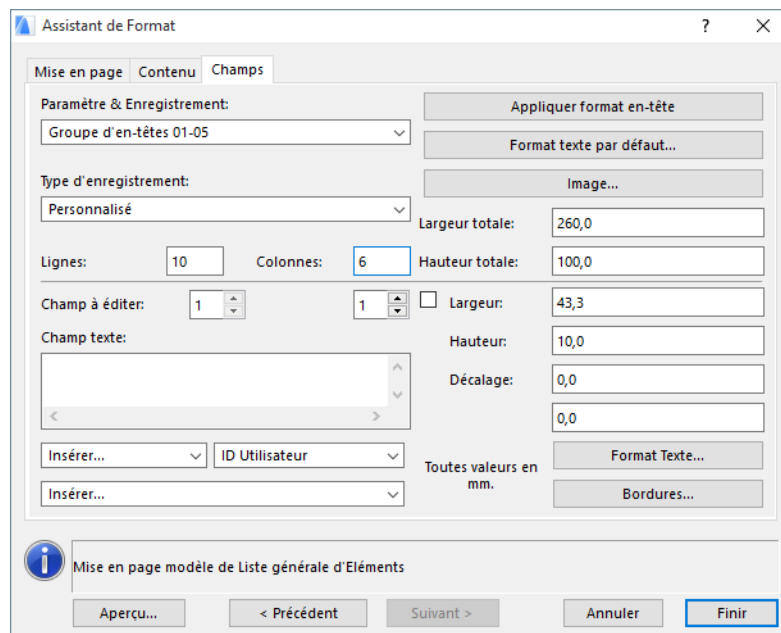 Assistant de Format
?
Mise en page Contenu Champs
Paramètre & Enregistrement:
Appliquer format en-tête
Groupe d'en-têtes 01-05
Format texte par défaut...
Type d'enregistrement:
Image...
Personnalisé
Largeur totale: 260,0
Lignes: 10 Colonnes: 6 Hauteur totale: 100,0
Champ à éditer: 1 1 Largeur: 43,3
Champ texte:
Hauteur: 10,0
Décalage: 0,0
0,0
Insérer... ID Utilisateur
Toutes valeurs en
mm.
Format Texte...
Insérer...
Bordures...
Mise en page modèle de Liste générale d'Eléments
Aperçu... < Précédent Suivant > Annuler Finir